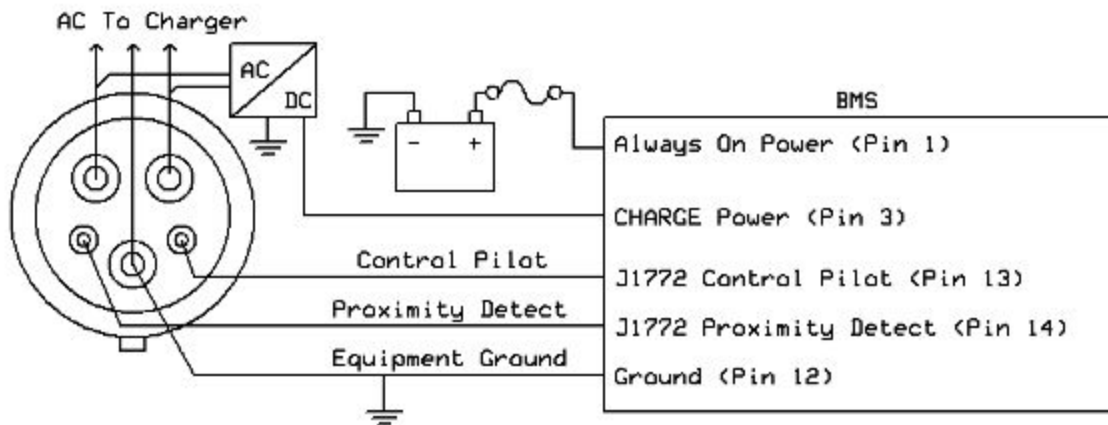 AC To Charger
AC
DC
- +
BMS
Always On Power (Pin 1)
CHARGE Power (Pin 3)
Control Pilot
J1772 Control Pilot (Pin 13)
Proximity Detect
J1772 Proximity Detect (Pin 14)
Equipment Ground
Ground (Pin 12)